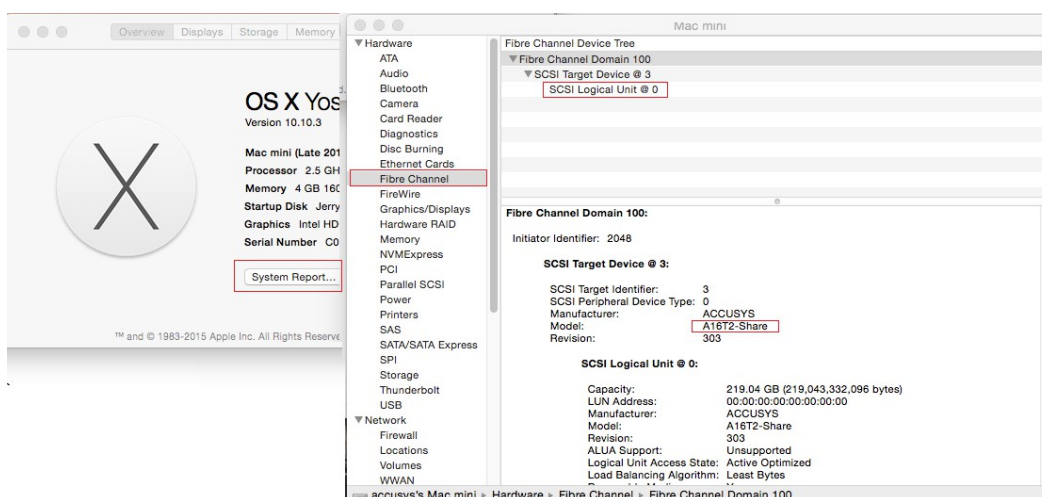 Overview Displays Storage Memory
OS X Yos
Version 10.10.3
Mac mini (Late 201
Processor 2.5 GH
Memory 4 GB 160
Startup Disk Jerry
Graphics Intel HD
Serial Number C0
System Report...
™ and © 1983-2015 Apple Inc. All Rights Reserve
Mac mini
Hardware
ATA
Audio
Bluetooth
Camera
Card Reader
Diagnostics
Disc Burning
Ethernet Cards
Fibre Channel
FireWire
Graphics/Displays
Hardware RAID
Memory
NVMExpress
PCI
Parallel SCSI
Power
Printers
SAS
SATA/SATA Express
SPI
Storage
Thunderbolt
USB
Network
Firewall
Locations
Volumes
WWAN
Fibre Channel Device Tree
Fibre Channel Domain 100
SCSI Target Device @ 3
SCSI Logical Unit @ 0
Fibre Channel Domain 100:
Initiator Identifier: 2048
SCSI Target Device @ 3:
SCSI Target Identifier: 3
SCSI Peripheral Device Type: 0
Manufacturer: ACCUSYS
Model: A16T2-Share
Revision: 303
SCSI Logical Unit @ 0:
Capacity: 219.04 GB (219,043,332,096 bytes)
LUN Address: 00:00:00:00:00:00:00:00
Manufacturer: ACCUSYS
Model: A16T2-Share
Revision: 303
ALUA Support: Unsupported
Logical Unit Access State: Active Optimized
Load Balancing Algorithm: Least Bytes
accusys's Mac mini ▸ Hardware ▸ Fibre Channel ▸ Fibre Channel Domain 100